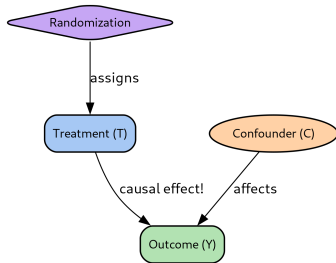 Randomization
assigns
Treatment (T)
Confounder (C)
causal effect!
affects
Outcome (Y)